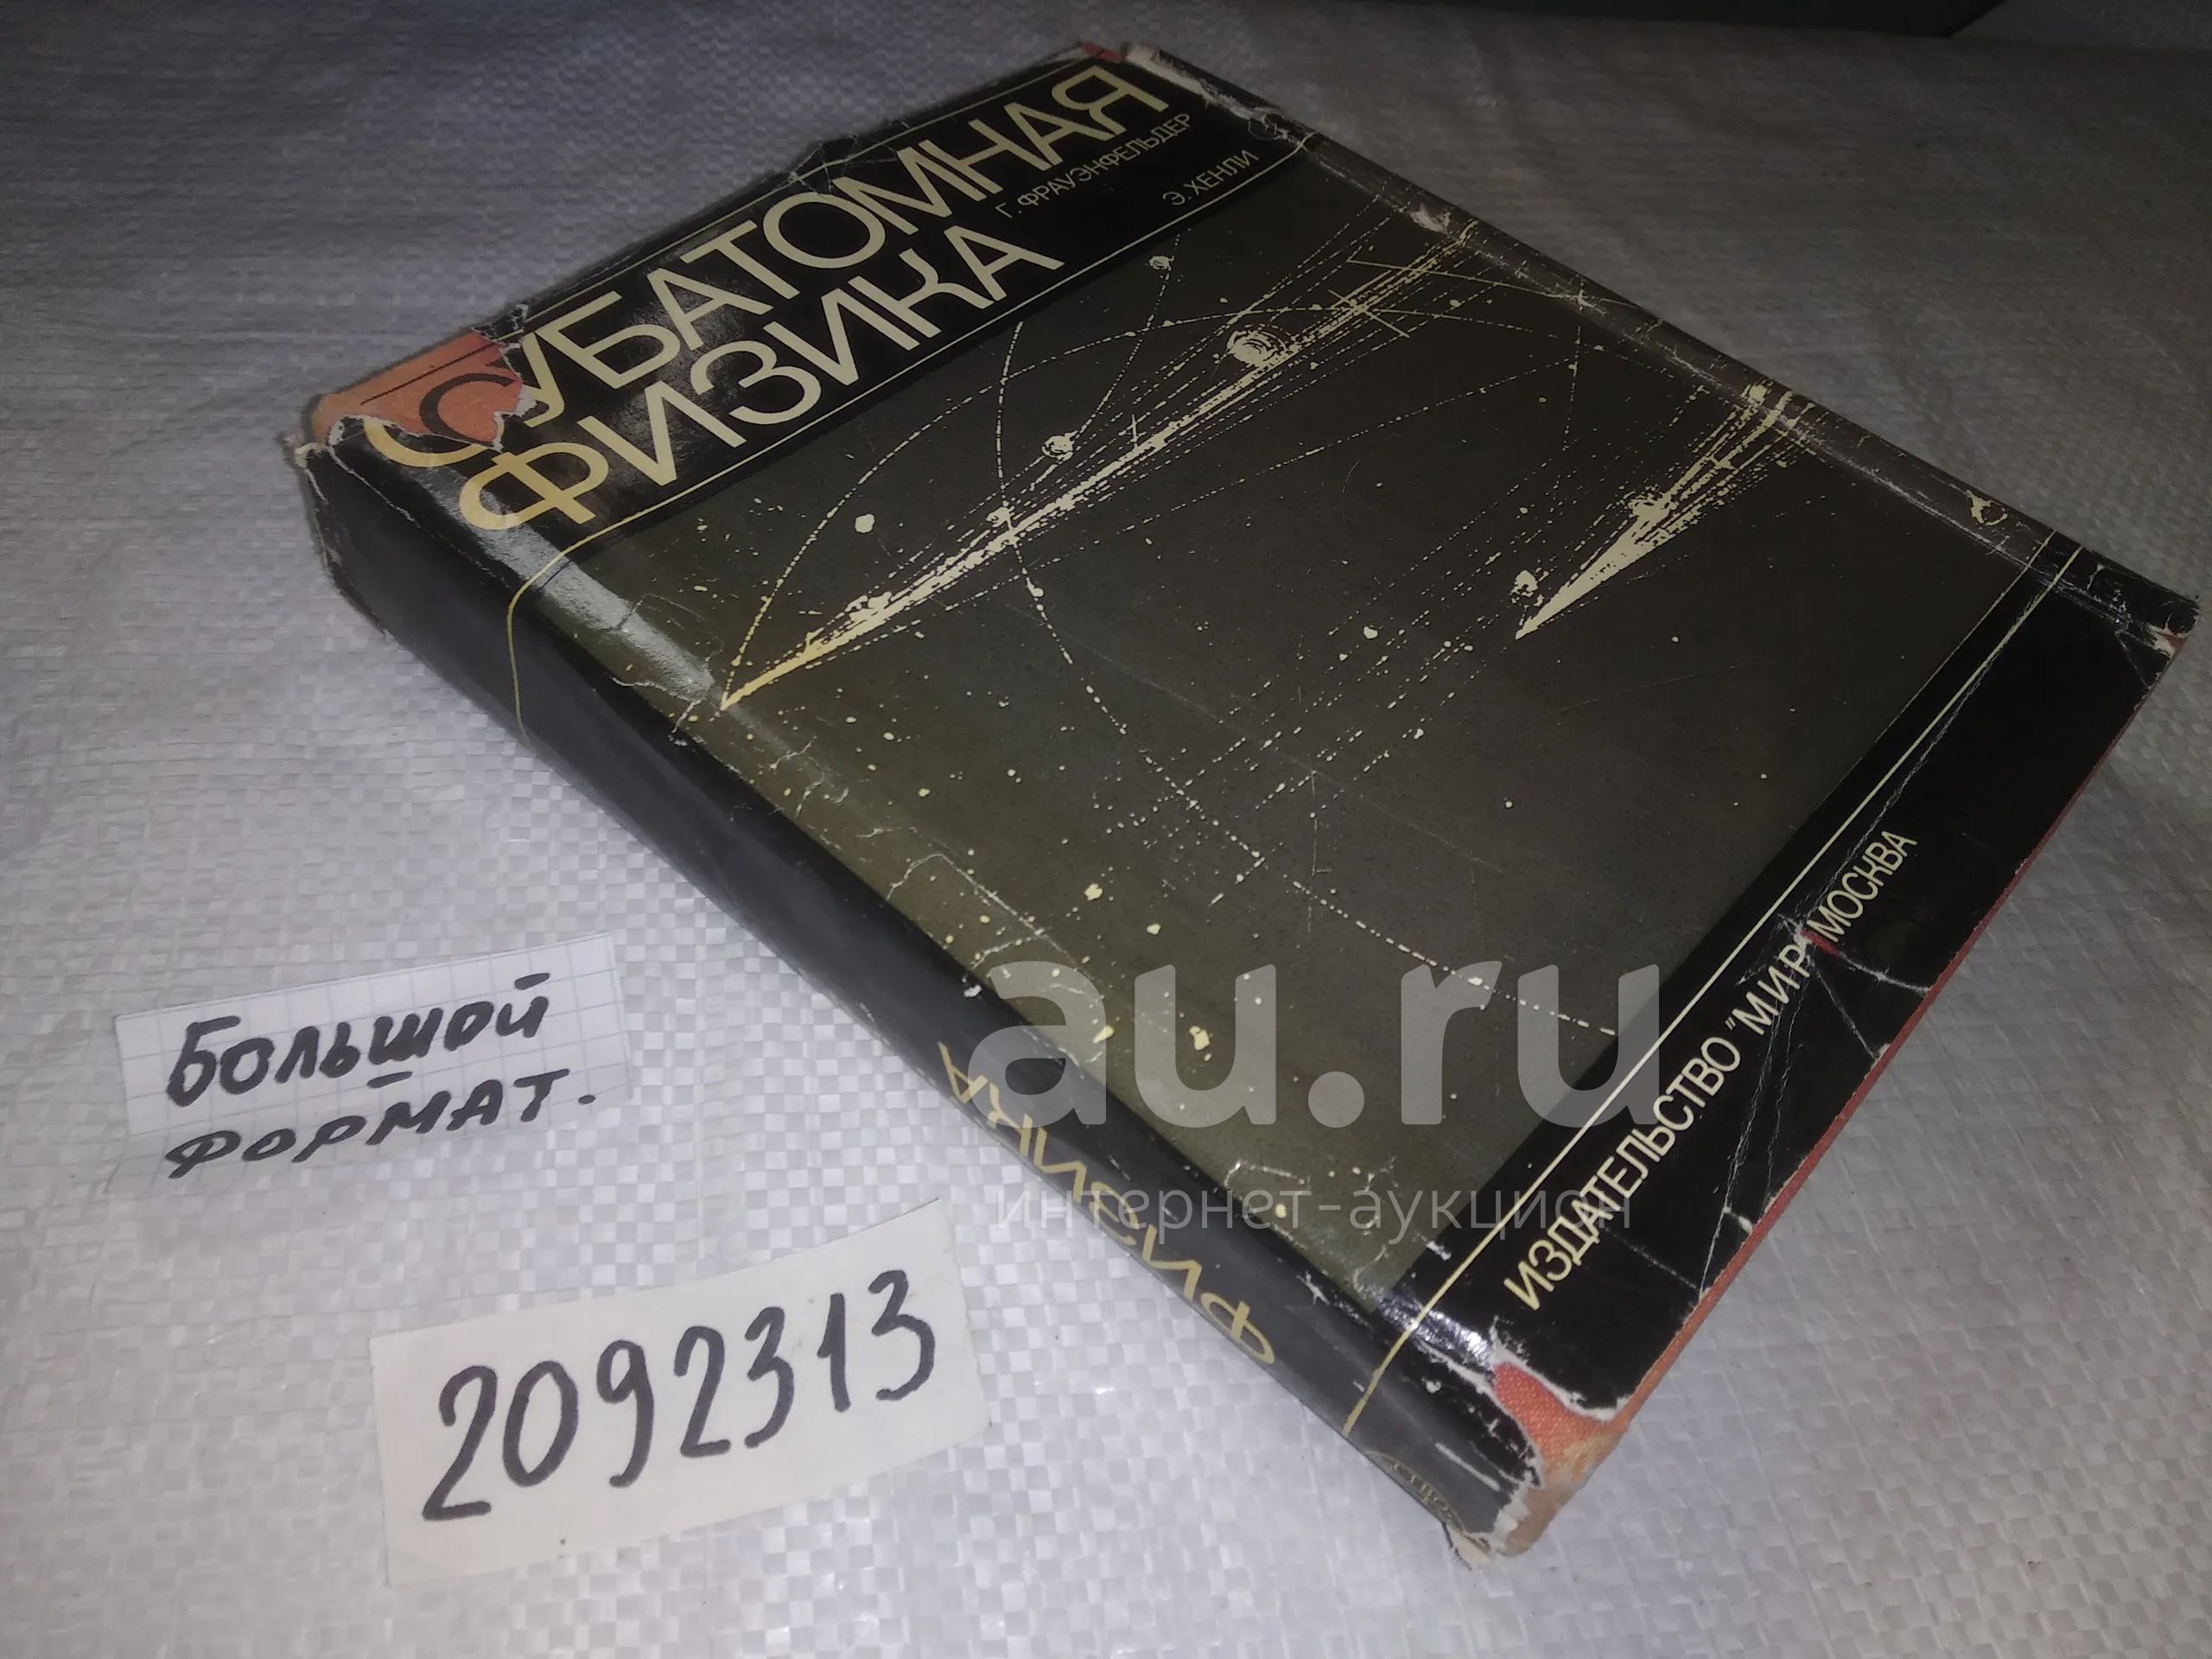 СУБАТОМНАЯ
Г. ФРАУЭНФЕЛЬДЕР
ФИЗИКА
Э. ХЕНЛИ
ИЗДАТЕЛЬСТВО "МИР" МОСКВА
ФИЗИКА
au.ru
интернет-аукцион
Большой
формат.
2092313